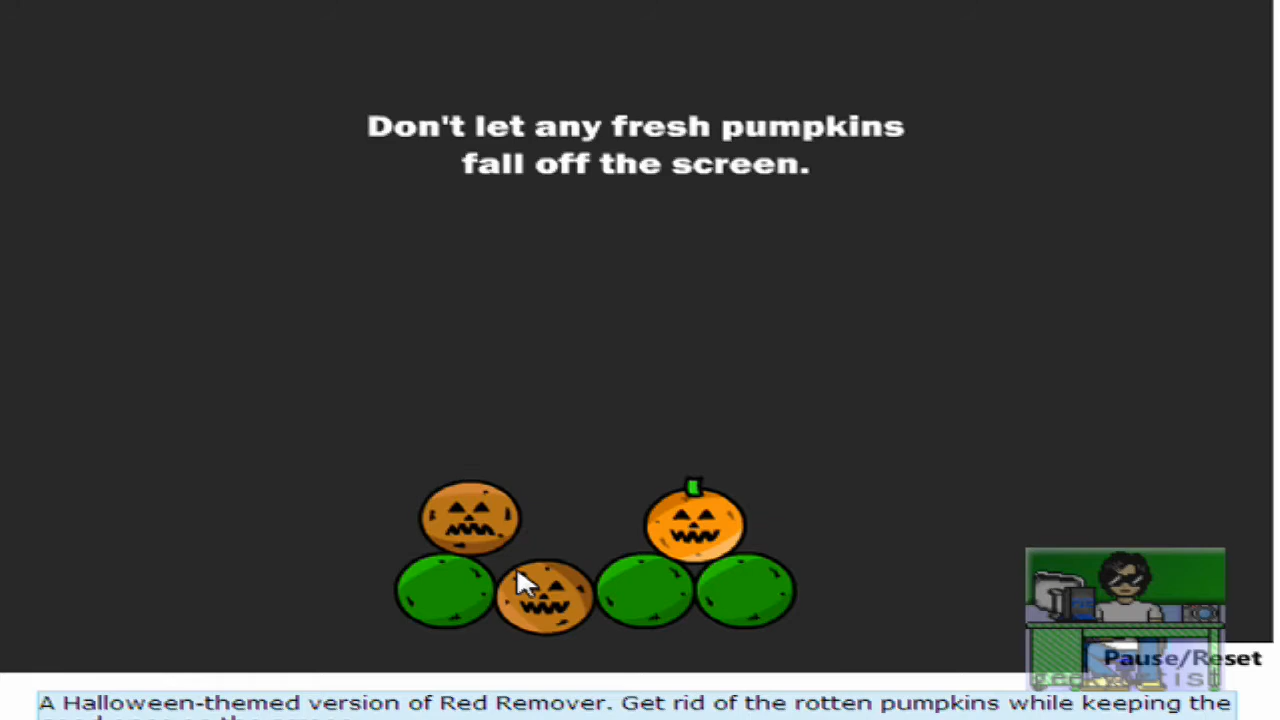 Don't let any fresh pumpkins
fall off the screen.
Pause/Reset
A Halloween-themed version of Red Remover. Get rid of the rotten pumpkins while keeping the